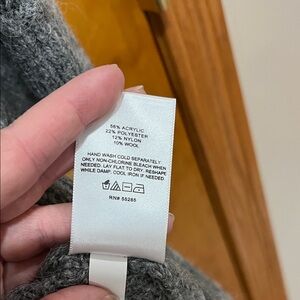 56% ACRYLIC
22% POLYESTER
12% NYLON
10% WOOL
HAND WASH COLD SEPARATELY
ONLY NON-CHLORINE BLEACH WHEN
NEEDED. LAY FLAT TO DRY. RESHAPE
WHILE DAMP. COOL IRON IF NEEDED.
RN# 55285